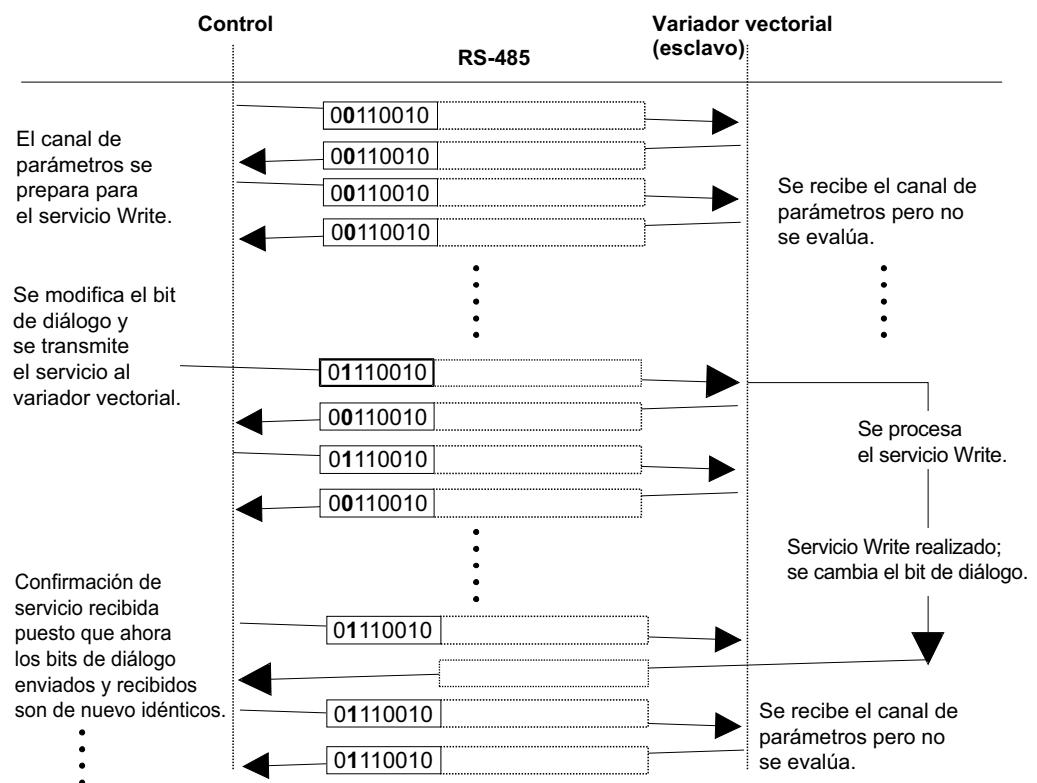 Control
RS-485
Variador vectorial
(esclavo)
00110010
El canal de
parámetros se
prepara para
el servicio Write.
00110010
00110010
00110010
Se recibe el canal de
parámetros pero no
se evalúa.
Se modifica el bit
de diálogo y
se transmite
el servicio al
variador vectorial.
01110010
00110010
01110010
00110010
Se procesa
el servicio Write.
Servicio Write realizado;
se cambia el bit de diálogo.
Confirmación de
servicio recibida
puesto que ahora
los bits de diálogo
enviados y recibidos
son de nuevo idénticos.
01110010
01110010
01110010
Se recibe el canal de
parámetros pero no
se evalúa.